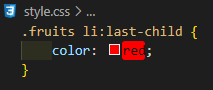 style.css > ...
.fruits li:last-child {
    color: red;
}